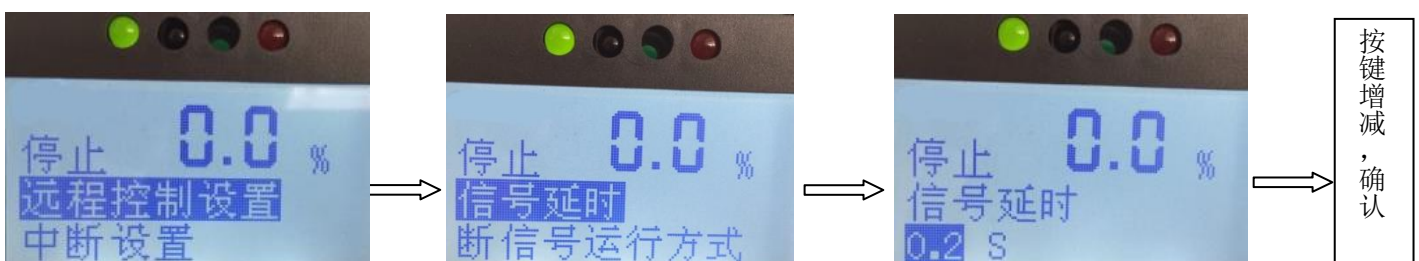 0.0
停止 %
远程控制设置
中断设置
0.0
停止 %
信号延时
断信号运行方式
0.0
停止 %
信号延时
0.2 S
按键增减，确认